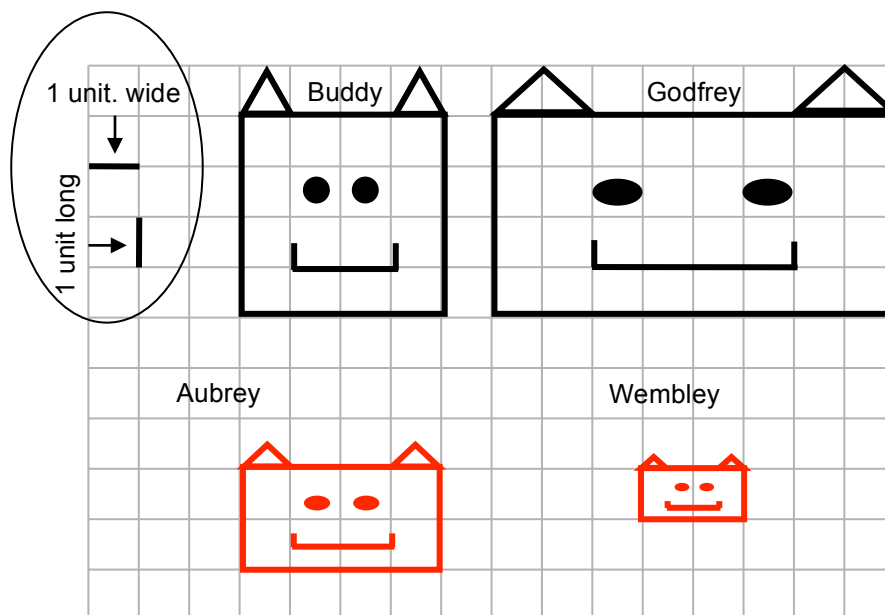 1 unit. wide
1 unit long
Buddy
Godfrey
Aubrey
Wembley